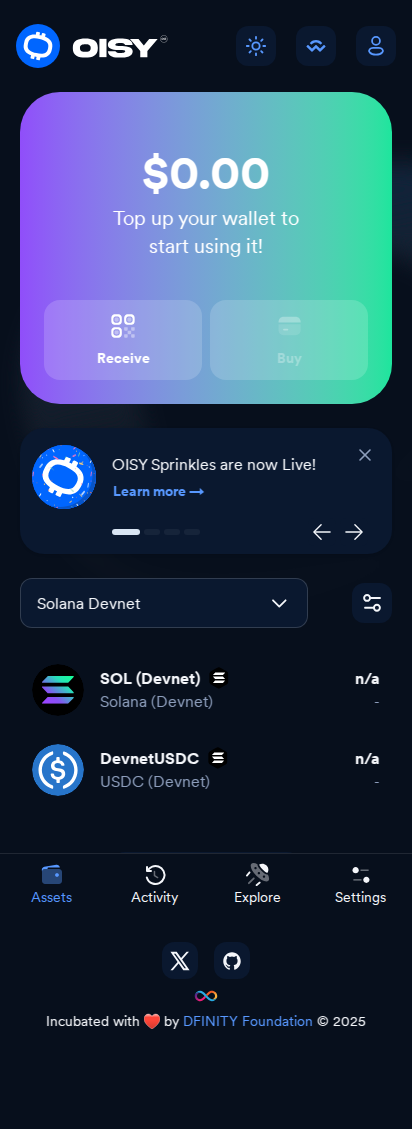 OISY
$0.00
Top up your wallet to
start using it!
Receive
Buy
OISY Sprinkles are now Live!
Learn more →
Solana Devnet
SOL (Devnet)
n/a
Solana (Devnet)
-
DevnetUSDC
n/a
USDC (Devnet)
-
Assets
Activity
Explore
Settings
Incubated with ❤️ by DFINITY Foundation © 2025